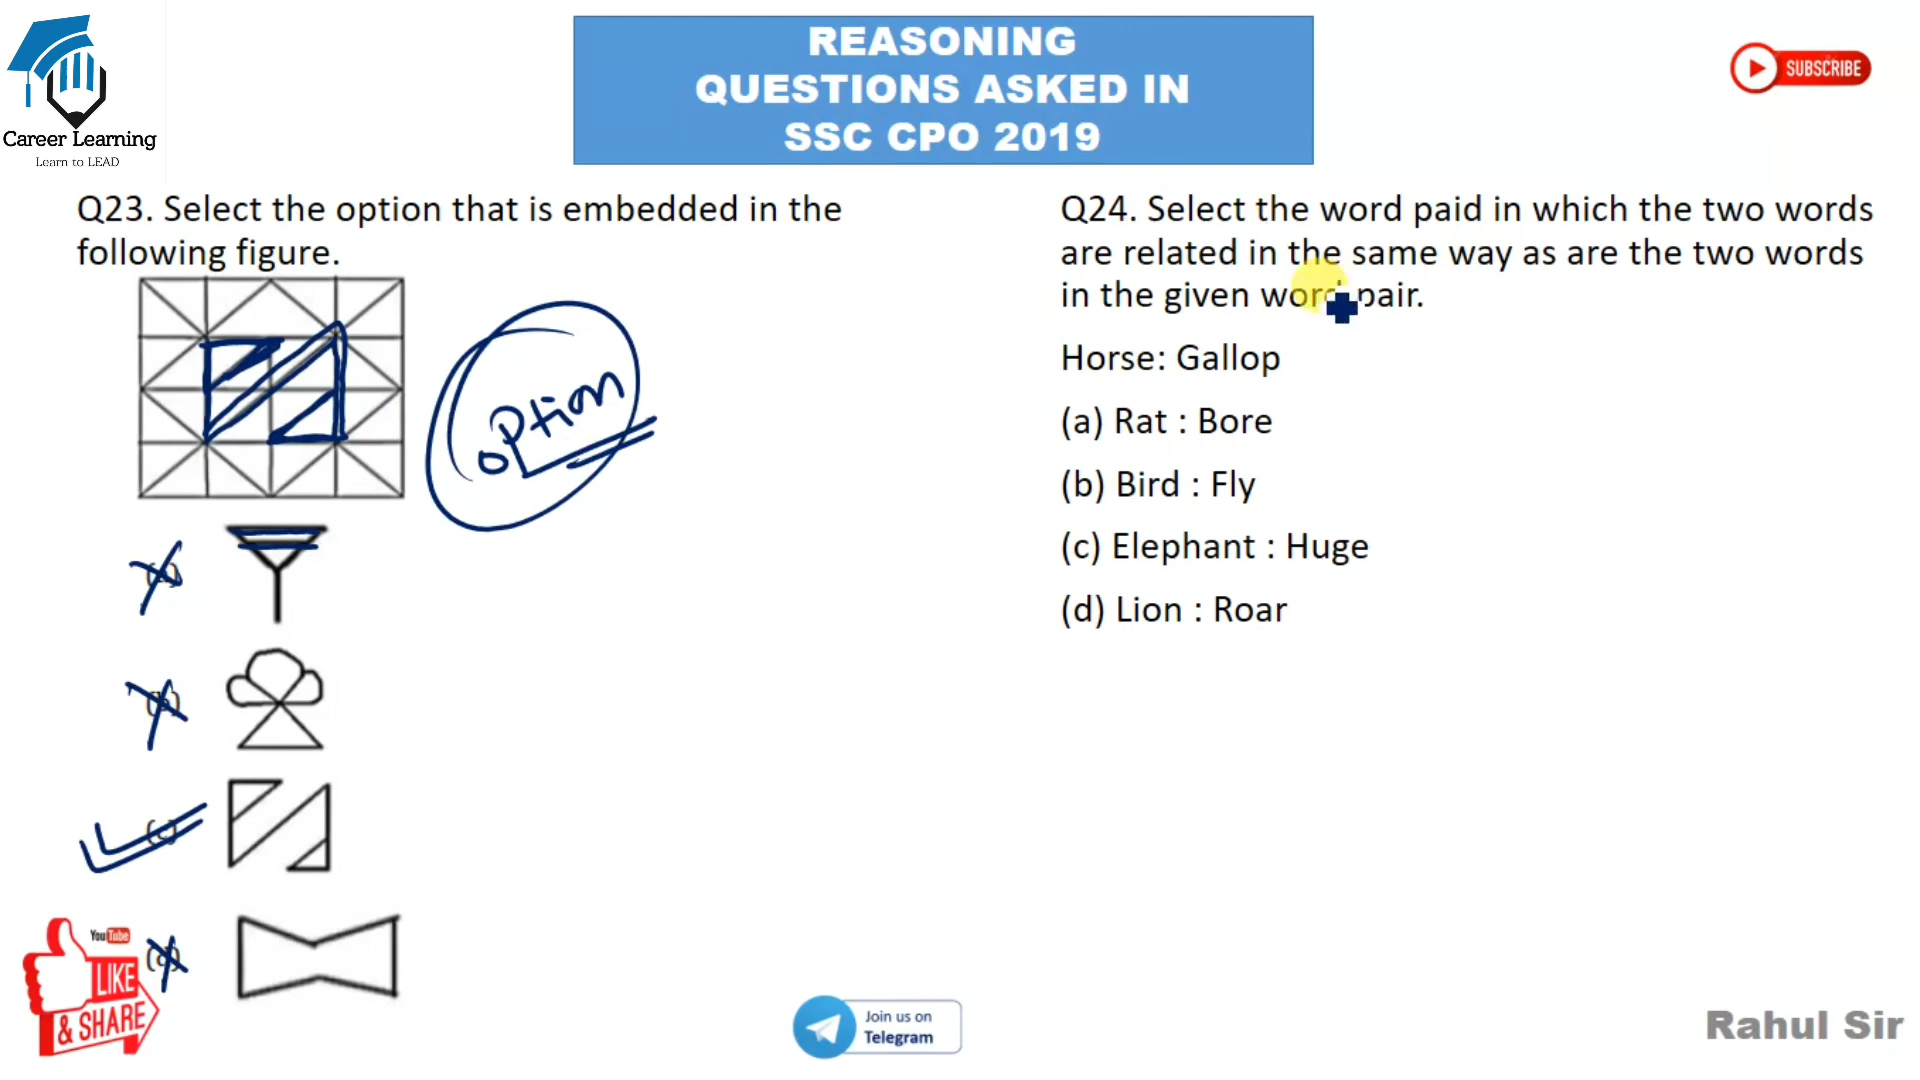 Career Learning
Learn to LEAD
REASONING
QUESTIONS ASKED IN
SSC CPO 2019
SUBSCRIBE
Q23. Select the option that is embedded in the
following figure.
option
(c)
Q24. Select the word paid in which the two words
are related in the same way as are the two words
in the given word pair.
Horse: Gallop
(a) Rat : Bore
(b) Bird : Fly
(c) Elephant : Huge
(d) Lion : Roar
YouTube
LIKE
& SHARE
Join us on
Telegram
Rahul Sir